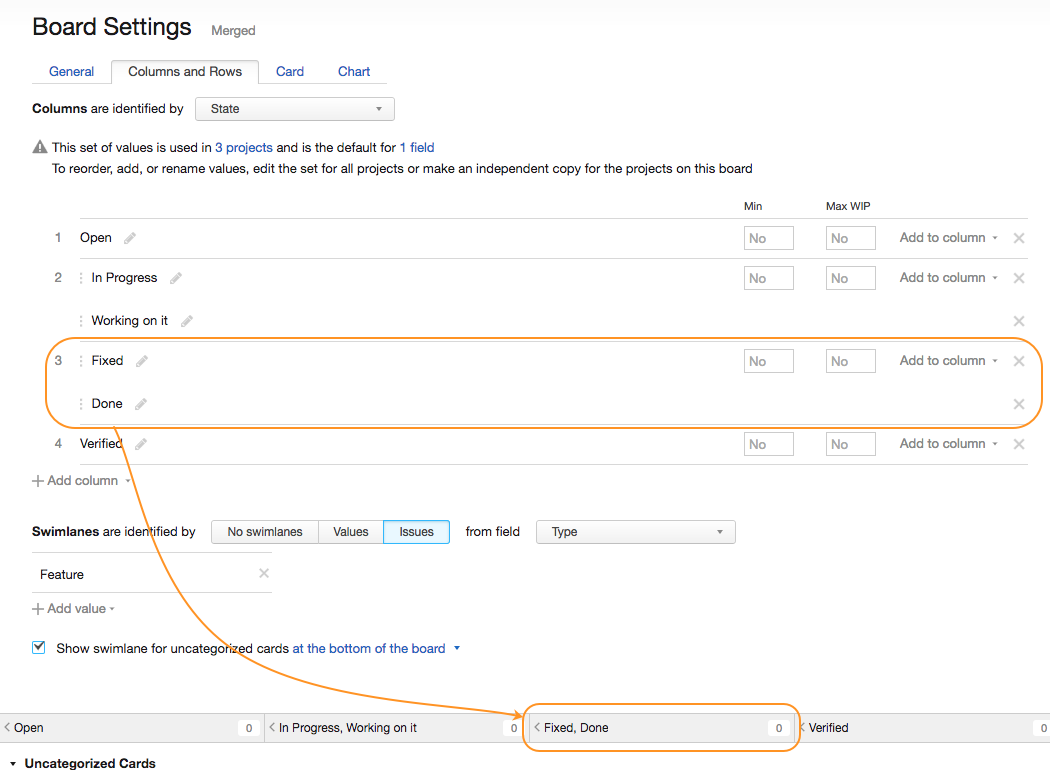 Board Settings Merged
General Columns and Rows Card Chart
Columns are identified by State
This set of values is used in 3 projects and is the default for 1 field
To reorder, add, or rename values, edit the set for all projects or make an independent copy for the projects on this board
Min Max WIP
1 Open No No Add to column
2 In Progress No No Add to column
Working on it
3 Fixed No No Add to column
Done
4 Verified No No Add to column
Add column
Swimlanes are identified by No swimlanes Values Issues from field Type
Feature
Add value
Show swimlane for uncategorized cards at the bottom of the board
Open 0 In Progress, Working on it 0 Fixed, Done 0 Verified 0
Uncategorized Cards